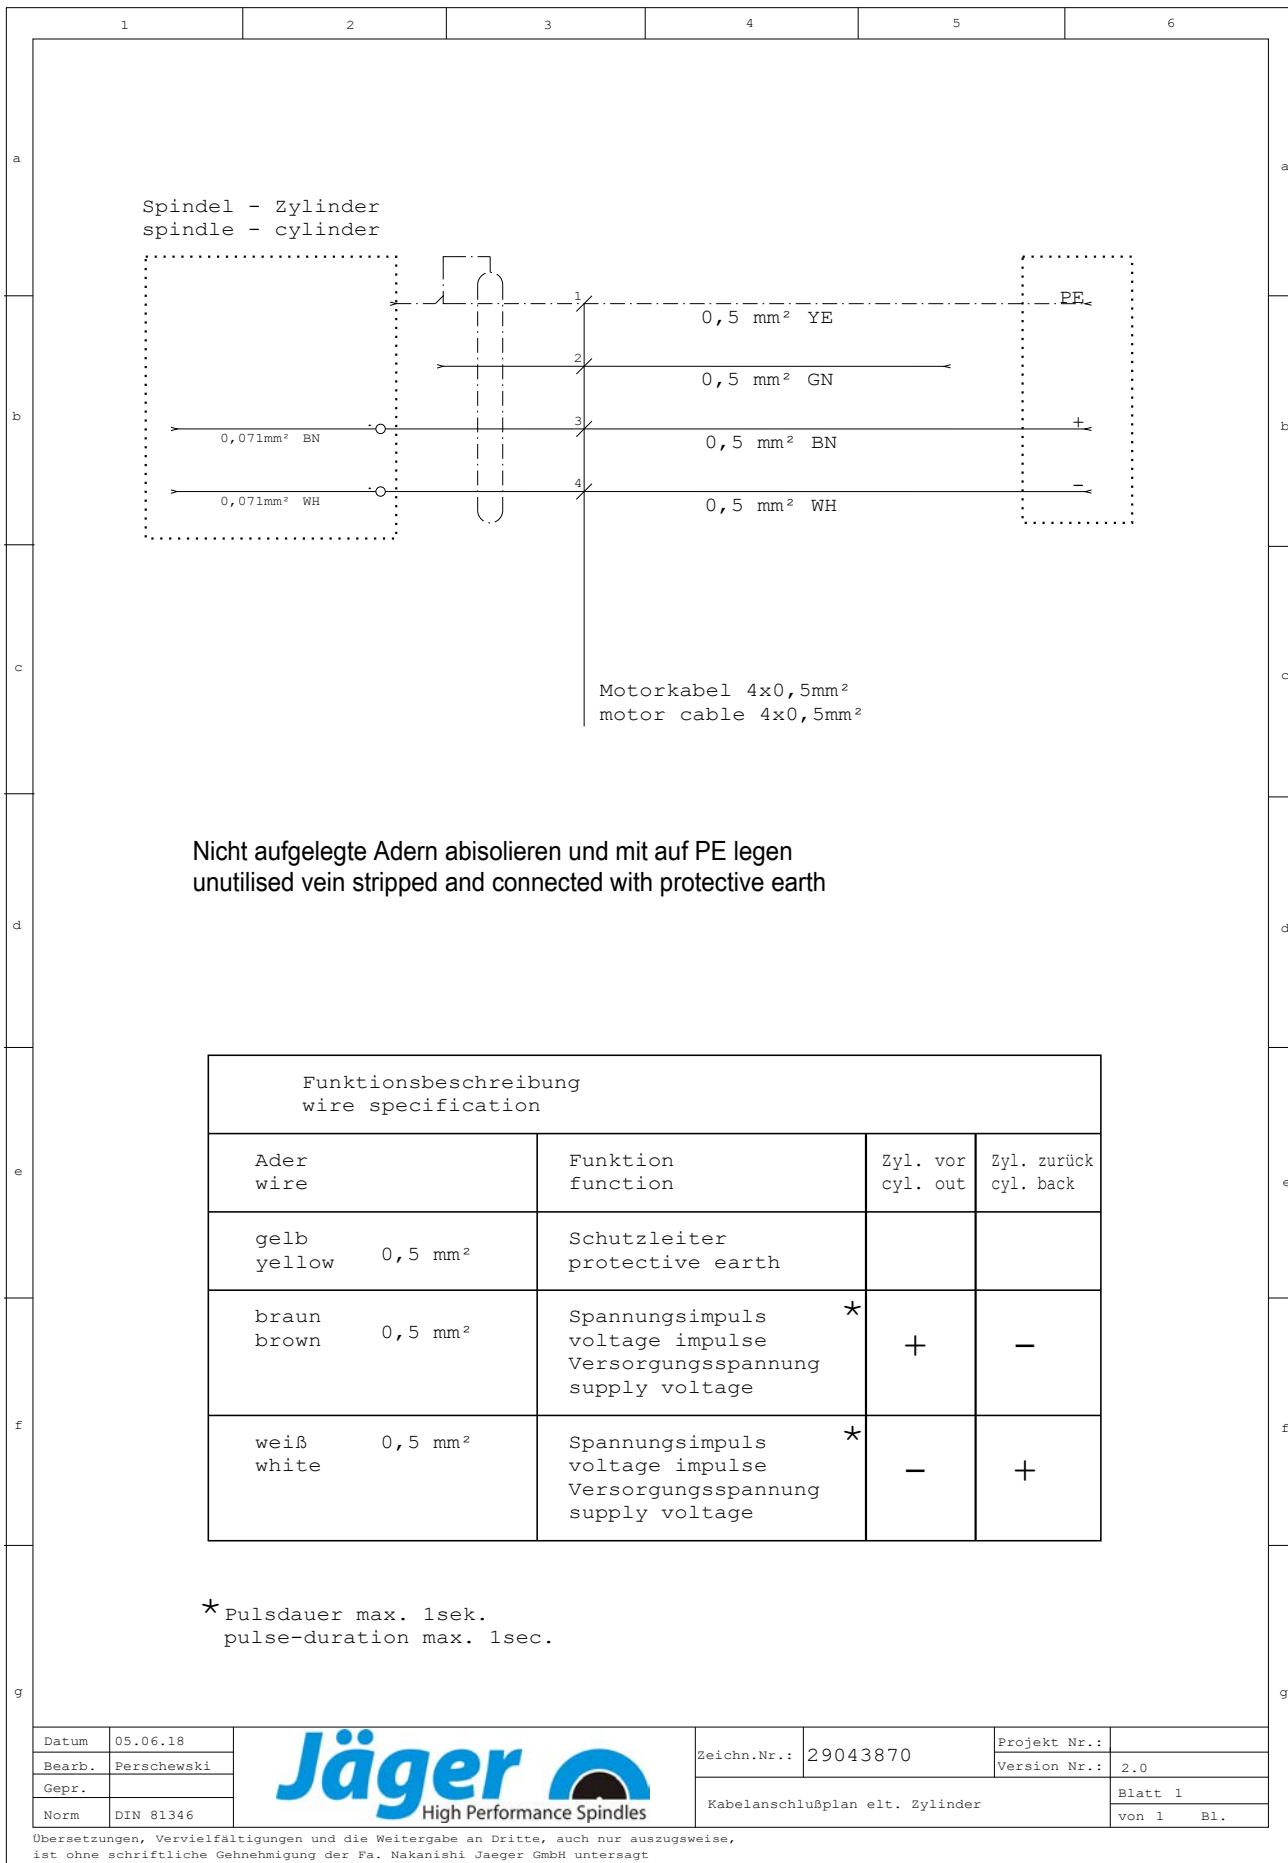 1 2 3 4 5 6
a a
Spindel - Zylinder
spindle - cylinder
1
PE
0,5 mm² YE
2
0,5 mm² GN
b b
3
+
0,071mm² BN
0,5 mm² BN
4
-
0,071mm² WH
0,5 mm² WH
c c
Motorkabel 4x0,5mm²
motor cable 4x0,5mm²
Nicht aufgelegte Adern abisolieren und mit auf PE legen
unutilised vein stripped and connected with protective earth
d d
Funktionsbeschreibung
wire specification
e e
Ader
wire
Funktion
function
Zyl. vor
cyl. out
Zyl. zurück
cyl. back
gelb
yellow
0,5 mm²
Schutzleiter
protective earth
braun
brown
0,5 mm²
Spannungsimpuls *
voltage impulse
Versorgungsspannung
supply voltage
+ -
f f
weiß
white
0,5 mm²
Spannungsimpuls *
voltage impulse
Versorgungsspannung
supply voltage
- +
* Pulsdauer max. 1sek.
pulse-duration max. 1sec.
g g
Datum 05.06.18
Bearb. Perschewski
Gepr.
Norm DIN 81346
Jäger
High Performance Spindles
Zeichn.Nr.: 29043870
Kabelanschlußplan elt. Zylinder
Projekt Nr.:
Version Nr.: 2.0
Blatt 1
von 1 Bl.
Übersetzungen, Vervielfältigungen und die Weitergabe an Dritte, auch nur auszugsweise,
ist ohne schriftliche Gehnehmigung der Fa. Nakanishi Jaeger GmbH untersagt